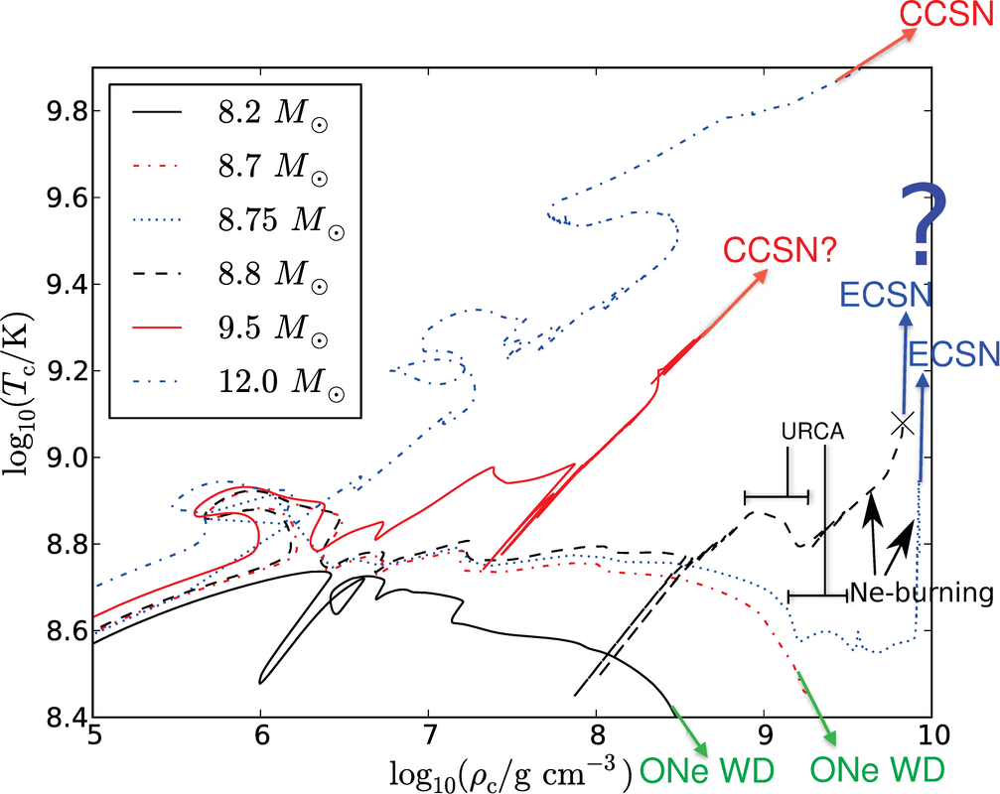 CCSN
9.8
9.6
9.4
9.2
9.0
8.8
8.6
8.4
log₁₀(T_c/K)
8.2 M⊙
8.7 M⊙
8.75 M⊙
8.8 M⊙
9.5 M⊙
12.0 M⊙
?
CCSN?
ECSN
ECSN
URCA
Ne-burning
5
6
7
8
9
10
log₁₀(ρ_c/g cm⁻³)
ONe WD
ONe WD